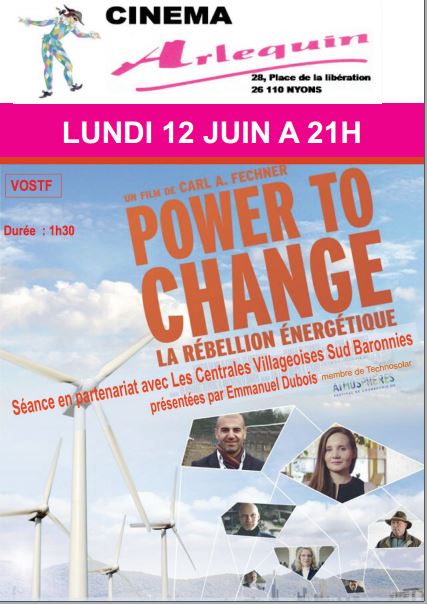 CINEMA
Arlequin
28, Place de la libération
26 110 NYONS
LUNDI 12 JUIN A 21H
VOSTF
Durée : 1h30
UN FILM DE CARL A. FECHNER
POWER TO
CHANGE
LA RÉBELLION ÉNERGÉTIQUE
Séance en partenariat avec Les Centrales Villageoises Sud Baronnies
présentées par Emmanuel Dubois membre de Technosolar
ATMOSPHÈRES